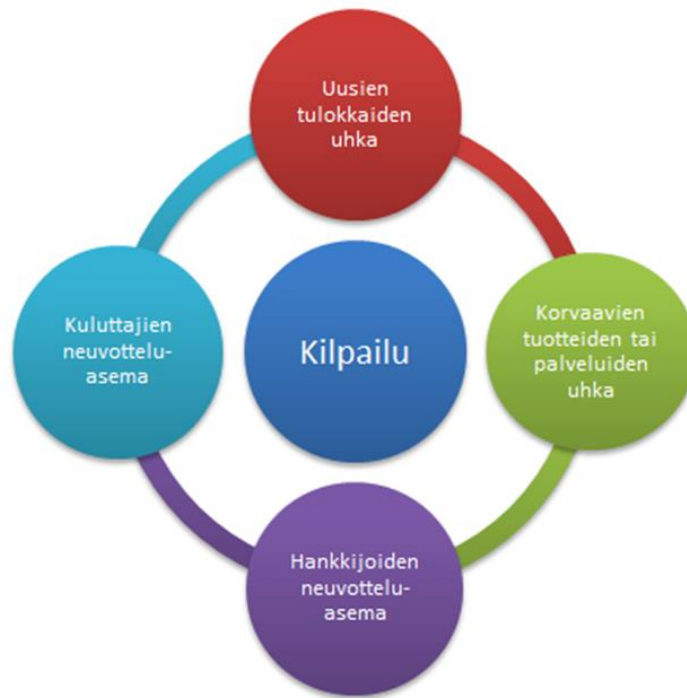 Uusien
tulokkaiden
uhka
Kuluttajien
neuvottelu-
asema
Kilpailu
Korvaavien
tuotteiden tai
palveluiden
uhka
Hankkijoiden
neuvottelu-
asema